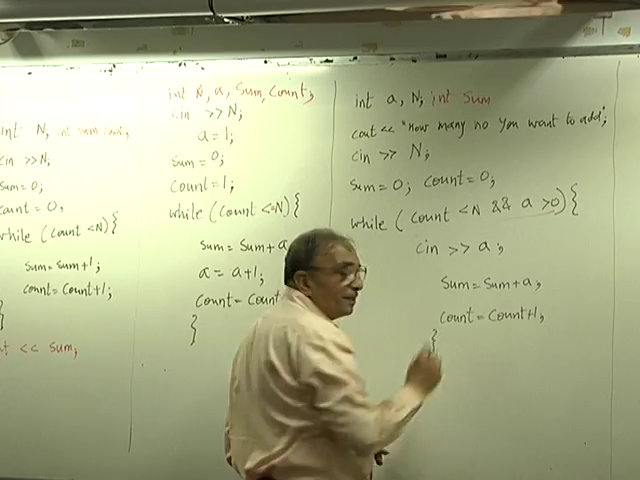 int N, int sum
cin >> N,
sum=0;
count = 0,
while (count <N) {
sum= sum+1;
count= count+1;
}
<< sum;
int N, a, Sum, Count;
cin >> N;
a = 1;
sum= 0;
count = 1;
while (count <=N) {
sum= sum+a
a = a+1;
count= count
}
int a, N; int sum
cout << "How many no you want to add";
cin >> N;
sum=0; count=0;
while ( count <N && a >0) {
cin >> a;
sum= sum+a;
count= count+1;
}